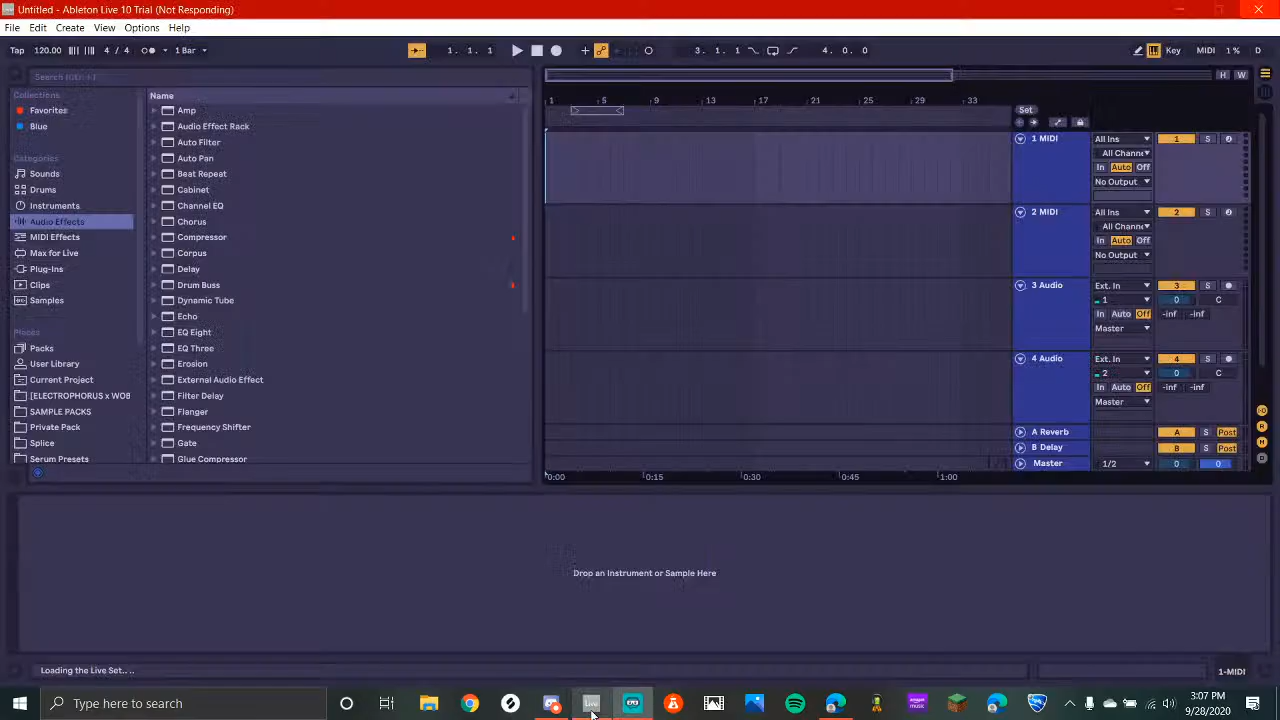 Untitled - Ableton Live 10 Trial (Not Responding)
File Edit Create View Options Help
Tap 120.00 4 / 4 1 Bar 1. 1. 1 3. 1. 1 4. 0. 0 Key MIDI 1 % D
Search (Ctrl + F)
H W
Collections
Favorites
Blue
Categories
Sounds
Drums
Instruments
Audio Effects
MIDI Effects
Max for Live
Plug-Ins
Clips
Samples
Places
Packs
User Library
Current Project
[ELECTROPHORUS x WOB
SAMPLE PACKS
Private Pack
Splice
Serum Presets
Name
Amp
Audio Effect Rack
Auto Filter
Auto Pan
Beat Repeat
Cabinet
Channel EQ
Chorus
Compressor
Corpus
Delay
Drum Buss
Dynamic Tube
Echo
EQ Eight
EQ Three
Erosion
External Audio Effect
Filter Delay
Flanger
Frequency Shifter
Gate
Glue Compressor
1 5 9 13 17 21 25 29 33
Set
1 MIDI All Ins 1 S
All Channe
In Auto Off
No Output
2 MIDI All Ins 2 S
All Channe
In Auto Off
No Output
3 Audio Ext. In 3 S
1 0 C
In Auto Off -inf -inf
Master
4 Audio Ext. In 4 S
2 0 C
In Auto Off -inf -inf
Master
A Reverb A S Post
B Delay B S Post
1/1
Master 1/2 0 0
0:00 0:15 0:30 0:45 1:00
Drop an Instrument or Sample Here
Loading the Live Set.. ..
1-MIDI
Type here to search
Live
amazon music
3:07 PM
9/28/2020